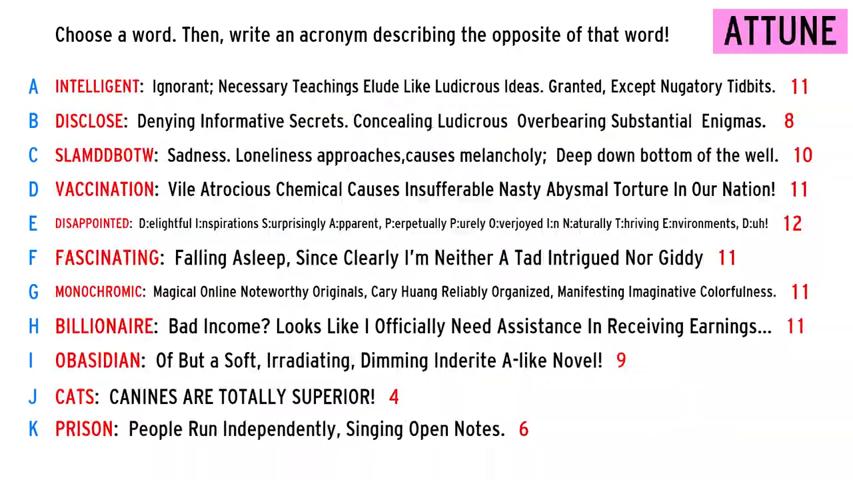 Choose a word. Then, write an acronym describing the opposite of that word!
ATTUNE
A INTELLIGENT: Ignorant; Necessary Teachings Elude Like Ludicrous Ideas. Granted, Except Nugatory Tidbits. 11
B DISCLOSE: Denying Informative Secrets. Concealing Ludicrous Overbearing Substantial Enigmas. 8
C SLAMDDBOTW: Sadness. Loneliness approaches,causes melancholy; Deep down bottom of the well. 10
D VACCINATION: Vile Atrocious Chemical Causes Insufferable Nasty Abysmal Torture In Our Nation! 11
E DISAPPOINTED: D:elightful I:nspirations S:urprisingly A:pparent, P:erpetually P:urely O:verjoyed I:n N:aturally T:hriving E:nvironments, D:uh! 12
F FASCINATING: Falling Asleep, Since Clearly I'm Neither A Tad Intrigued Nor Giddy 11
G MONOCHROMIC: Magical Online Noteworthy Originals, Cary Huang Reliably Organized, Manifesting Imaginative Colorfulness. 11
H BILLIONAIRE: Bad Income? Looks Like I Officially Need Assistance In Receiving Earnings... 11
I OBASIDIAN: Of But a Soft, Irradiating, Dimming Inderite A-like Novel! 9
J CATS: CANINES ARE TOTALLY SUPERIOR! 4
K PRISON: People Run Independently, Singing Open Notes. 6